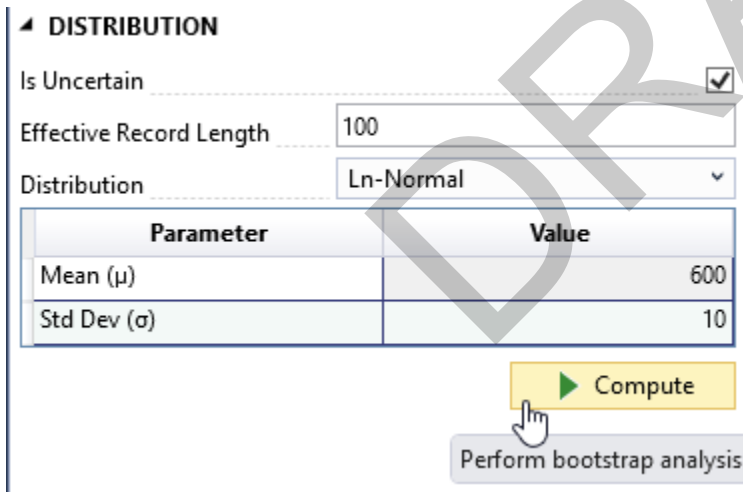 DISTRIBUTION
Is Uncertain
Effective Record Length 100
Distribution Ln-Normal
Parameter Value
Mean (μ) 600
Std Dev (σ) 10
Compute
Perform bootstrap analysis